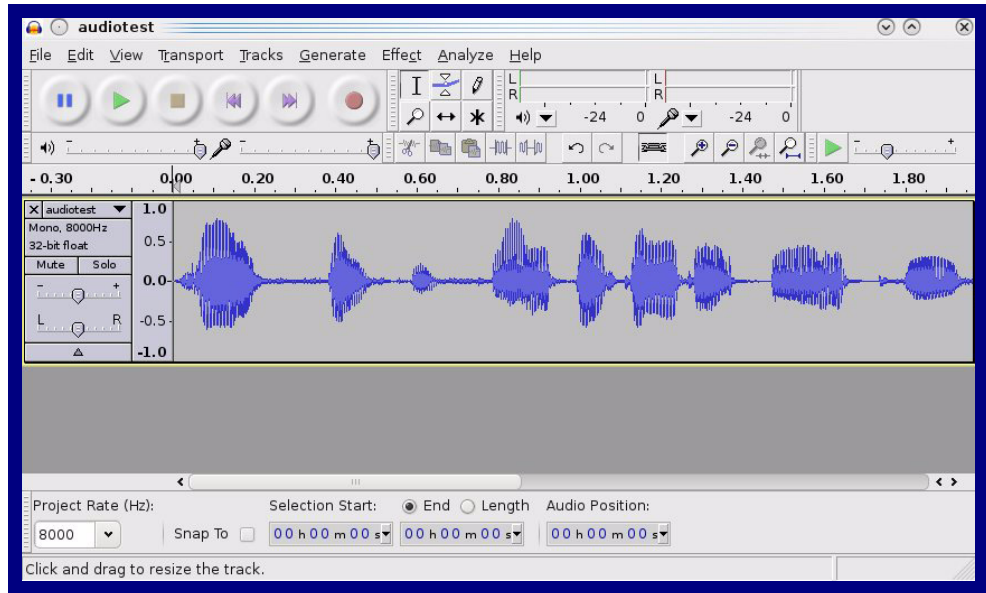 audiotest
File Edit View Transport Tracks Generate Effect Analyze Help
L L
R R
-24 0 -24 0
- +
- 0.30 0.00 0.20 0.40 0.60 0.80 1.00 1.20 1.40 1.60 1.80
X audiotest 1.0
Mono, 8000Hz
32-bit float 0.5
Mute Solo
- + 0.0
L R -0.5
-1.0
Project Rate (Hz): Selection Start: End Length Audio Position:
8000 Snap To 00 h 00 m 00 s 00 h 00 m 00 s 00 h 00 m 00 s
Click and drag to resize the track.